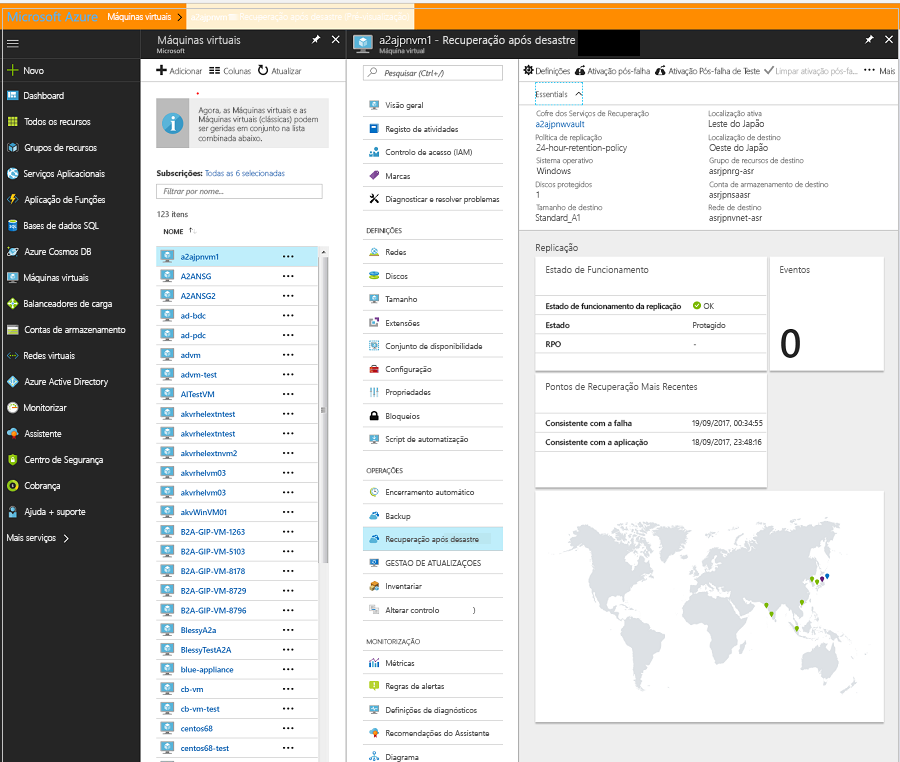 Microsoft Azure Máquinas virtuais > a2ajpnvm1 - Recuperação após desastre (Pré-visualização)
Novo
Dashboard
Todos os recursos
Grupos de recursos
Serviços Aplicacionais
Aplicação de Funções
Bases de dados SQL
Azure Cosmos DB
Máquinas virtuais
Balanceadores de carga
Contas de armazenamento
Redes virtuais
Azure Active Directory
Monitorizar
Assistente
Centro de Segurança
Cobrança
Ajuda + suporte
Mais serviços >
Máquinas virtuais
Microsoft
Adicionar Colunas Atualizar
Agora, as Máquinas virtuais e as
Máquinas virtuais (clássicas) podem
ser geridas em conjunto na lista
combinada abaixo.
Subscrições: Todas as 6 selecionadas
Filtrar por nome...
123 itens
NOME
a2ajpnvm1
A2ANSG
A2ANSG2
ad-bdc
ad-pdc
advm
advm-test
AITestVM
akvrhelextntest
akvrhelextntest
akvrhelextnvm2
akvrhelvm03
akvrhelvm03
akvWinVM01
B2A-GIP-VM-1263
B2A-GIP-VM-5103
B2A-GIP-VM-8178
B2A-GIP-VM-8729
B2A-GIP-VM-8796
BlessyA2a
BlessyTestA2A
blue-appliance
cb-vm
cb-vm-test
centos68
centos68-test
a2ajpnvm1 - Recuperação após desastre
Máquina virtual
Pesquisar (Ctrl+/)
Visão geral
Registo de atividades
Controlo de acesso (IAM)
Marcas
Diagnosticar e resolver problemas
DEFINIÇÕES
Redes
Discos
Tamanho
Extensões
Conjunto de disponibilidade
Configuração
Propriedades
Bloqueios
Script de automatização
OPERAÇÕES
Encerramento automático
Backup
Recuperação após desastre
GESTAO DE ATUALIZAÇOES
Inventariar
Alterar controlo )
MONITORIZAÇÃO
Métricas
Regras de alertas
Definições de diagnósticos
Recomendações do Assistente
Diagrama
Definições Ativação pós-falha Ativação Pós-falha de Teste Limpar ativação pós-fa... Mais
Essentials
Cofre dos Serviços de Recuperação
a2ajpnwvault
Política de replicação
24-hour-retention-policy
Sistema operativo
Windows
Discos protegidos
1
Tamanho de destino
Standard_A1
Localização ativa
Leste do Japão
Localização de destino
Oeste do Japão
Grupo de recursos de destino
asrjpnrg-asr
Conta de armazenamento de destino
asrjpnsaasr
Rede de destino
asrjpnvnet-asr
Replicação
Estado de Funcionamento
Estado de funcionamento da replicação OK
Estado Protegido
RPO -
Eventos
0
Pontos de Recuperação Mais Recentes
Consistente com a falha 19/09/2017, 00:34:55
Consistente com a aplicação 18/09/2017, 23:48:16